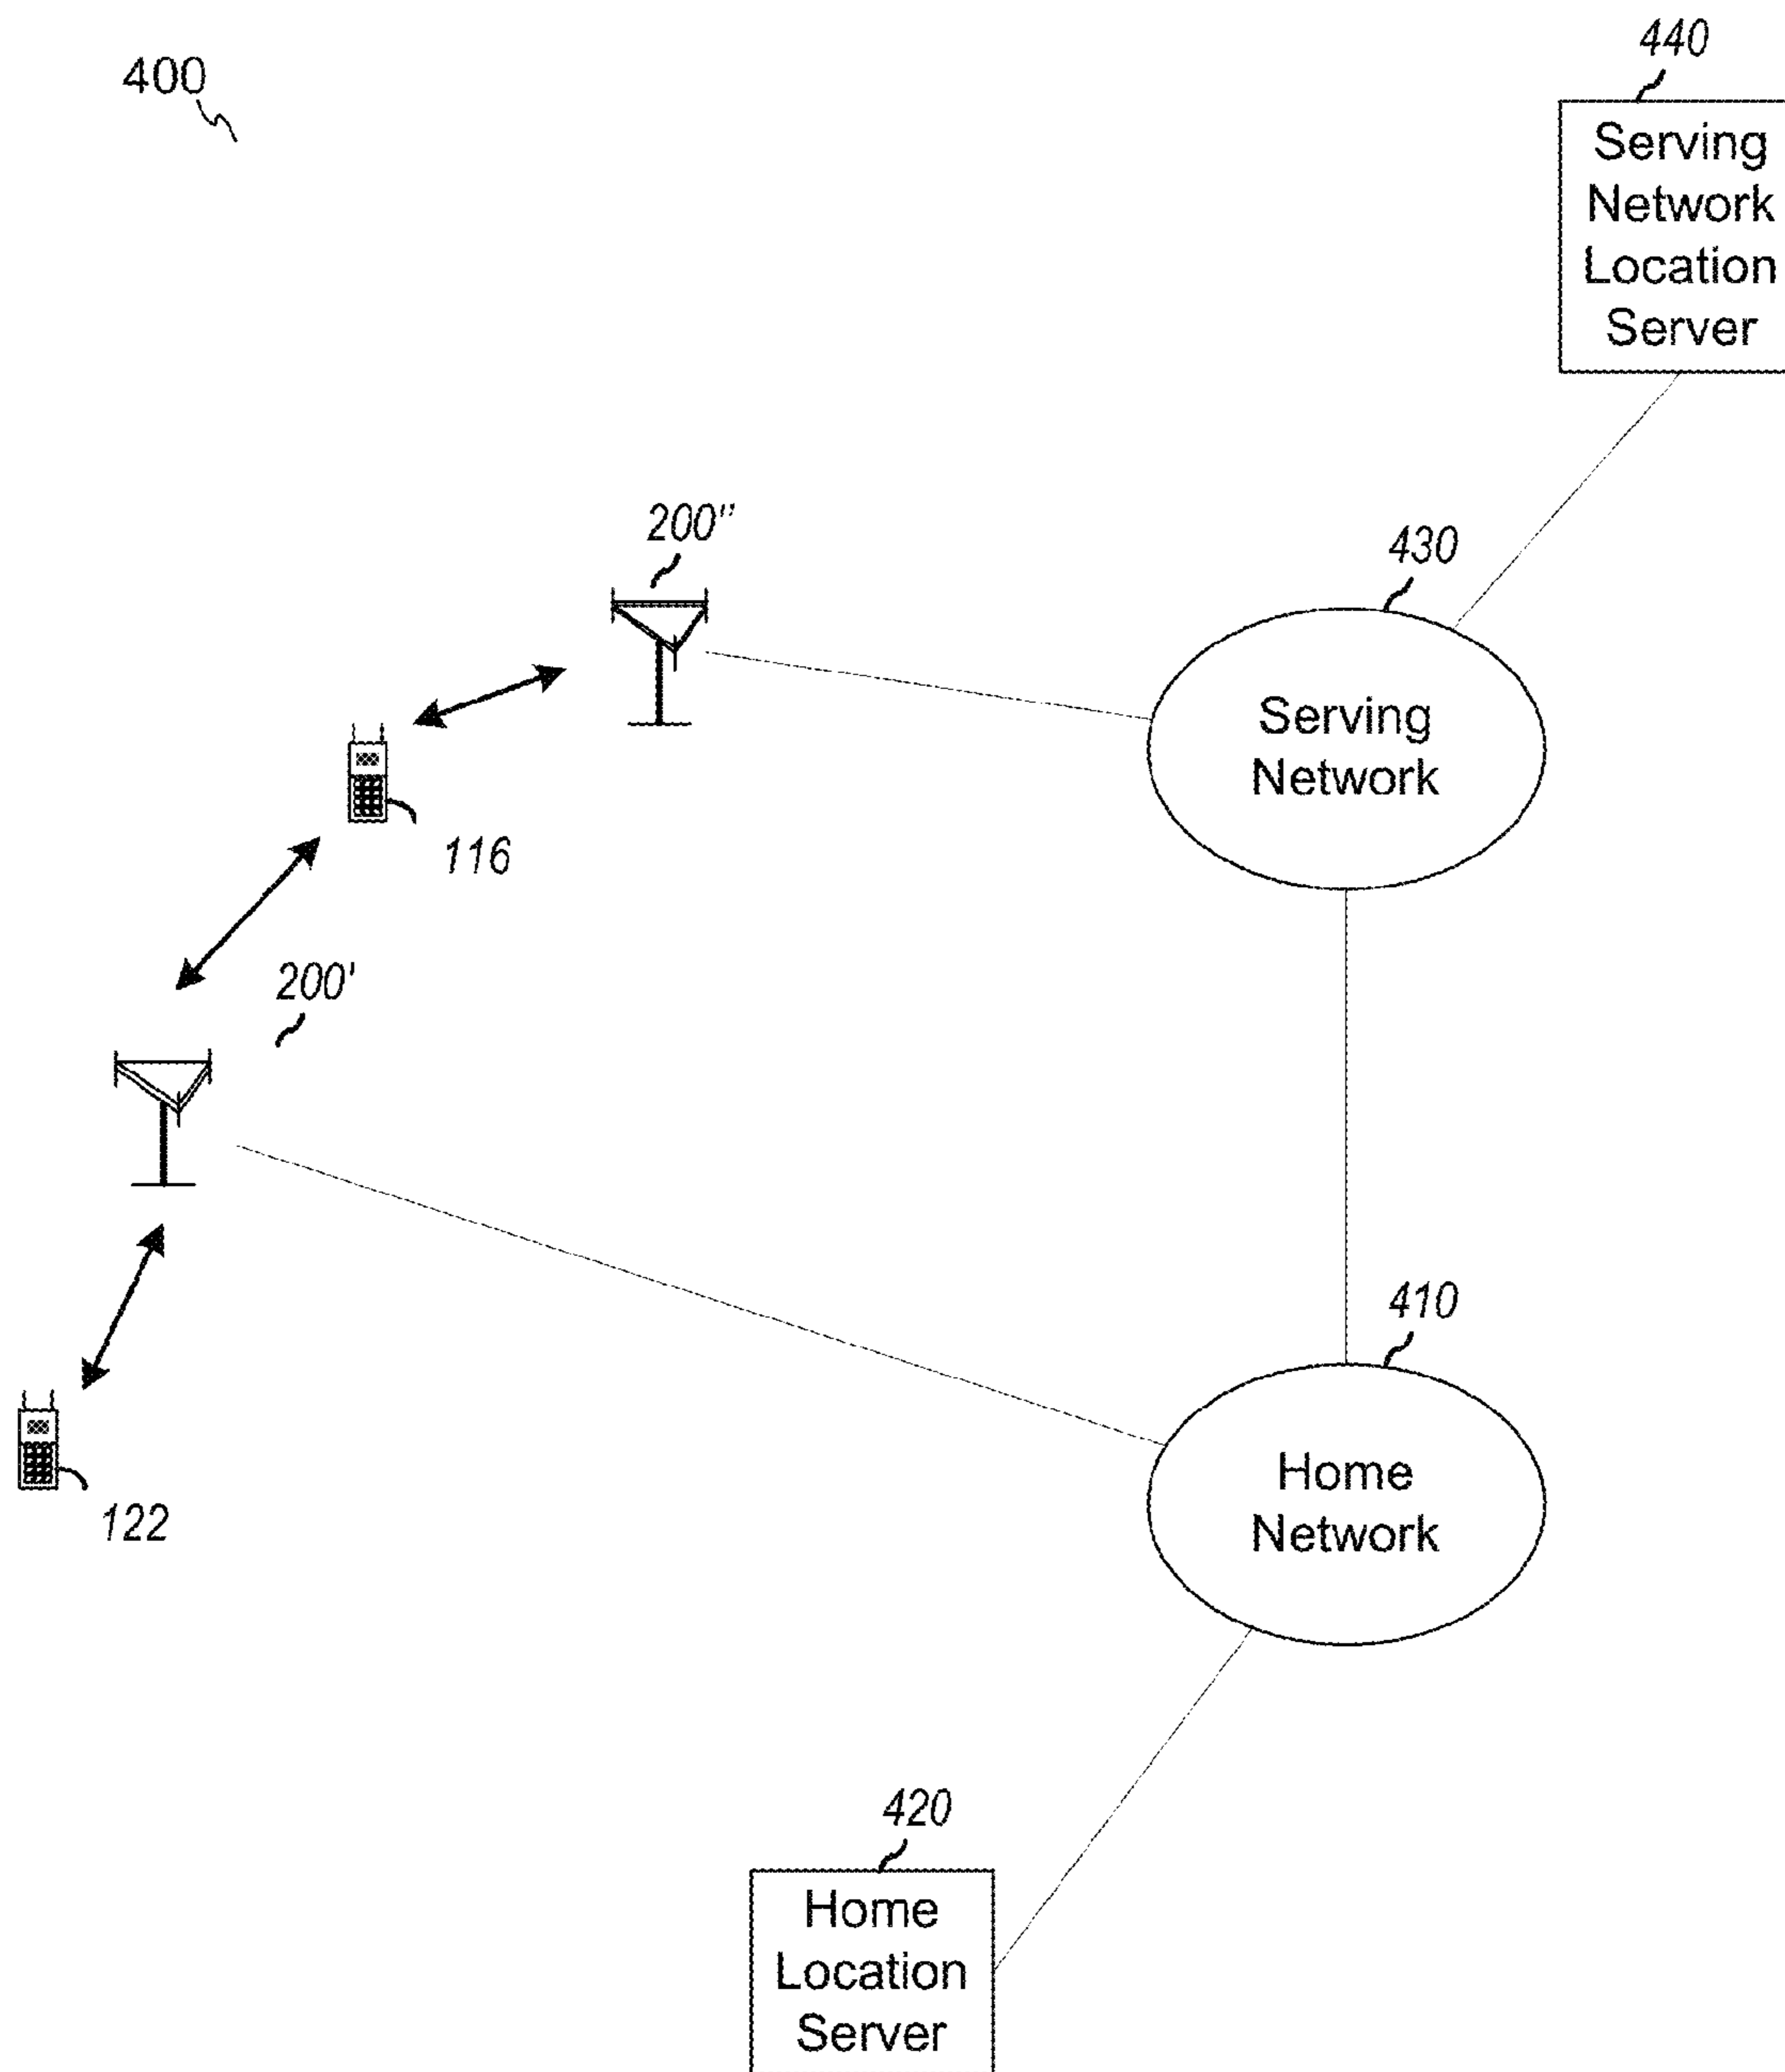 440
400
Serving
Network
Location
Server
200"
430
Serving
Network
116
200'
410
Home
Network
122
420
Home
Location
Server